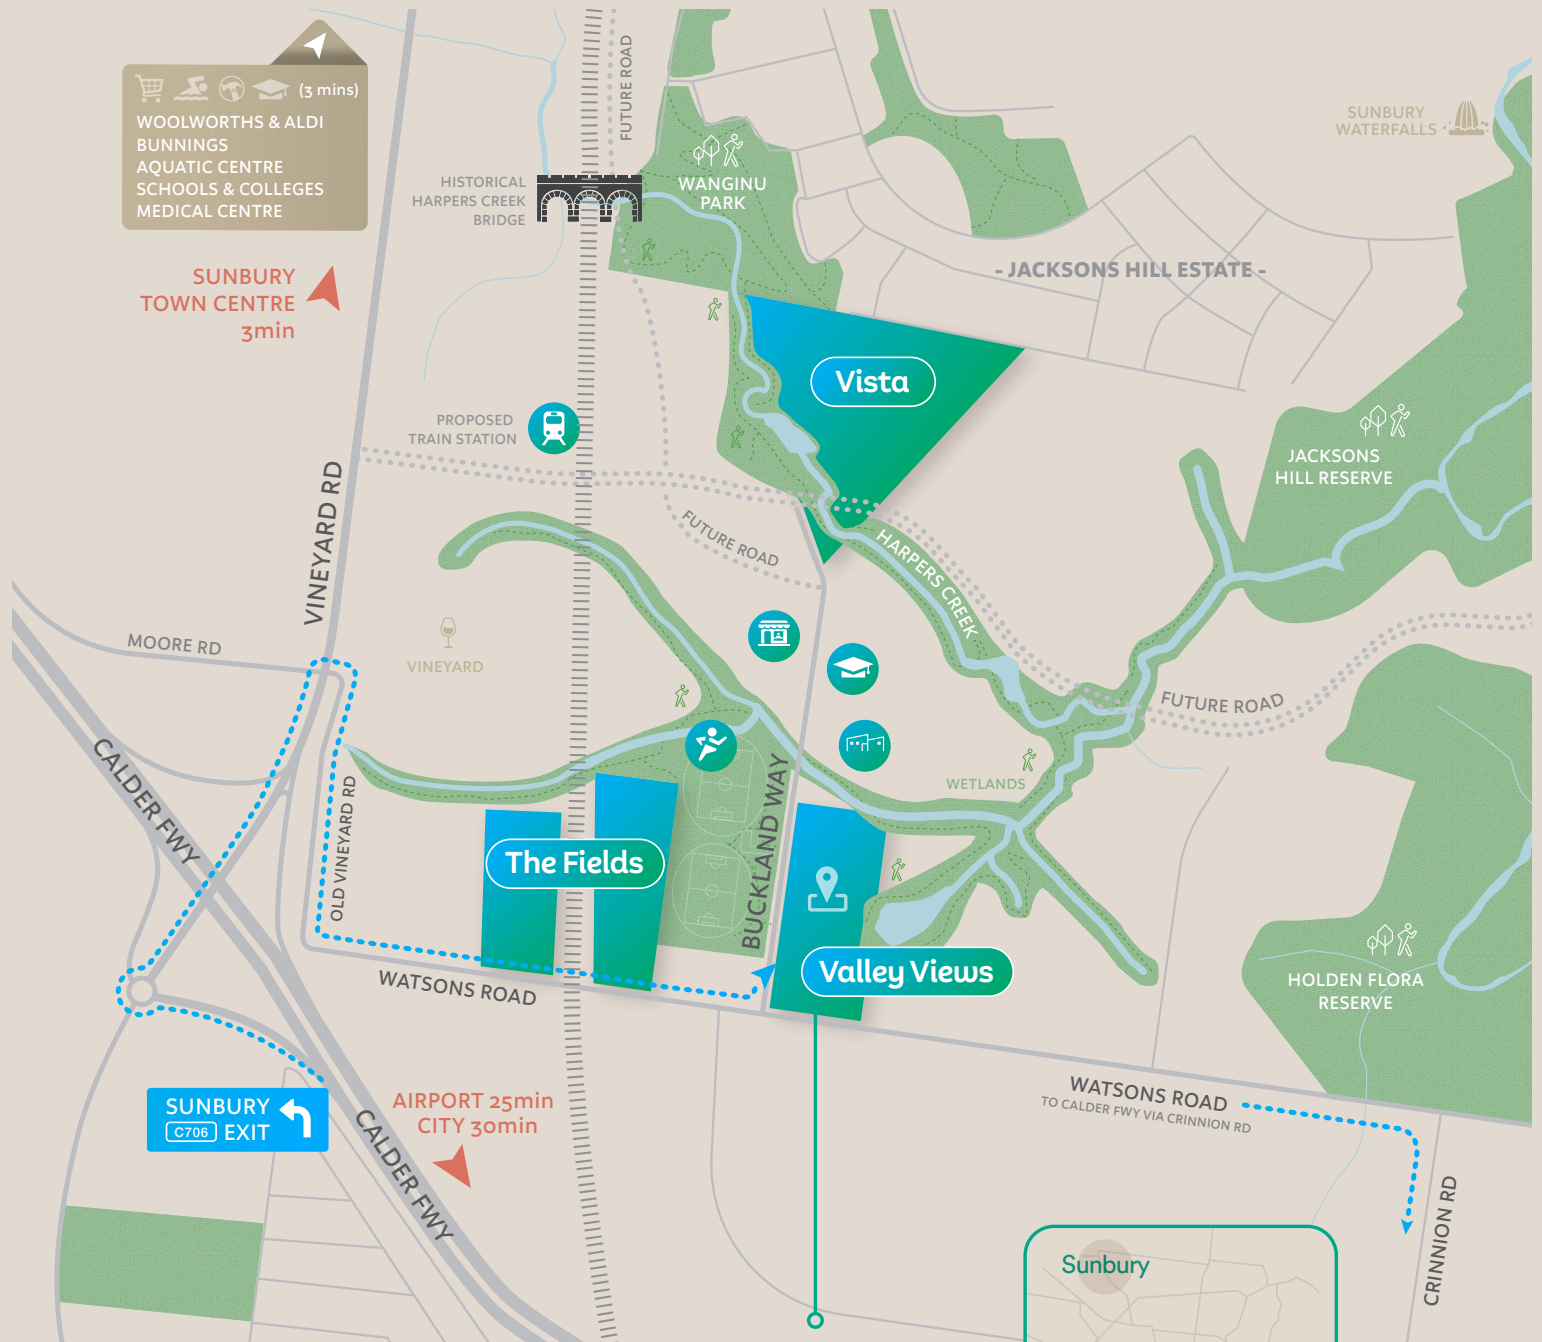 (3 mins)
WOOLWORTHS & ALDI
BUNNINGS
AQUATIC CENTRE
SCHOOLS & COLLEGES
MEDICAL CENTRE
FUTURE ROAD
SUNBURY
WATERFALLS
HISTORICAL
HARPERS CREEK
BRIDGE
WANGINU
PARK
SUNBURY
TOWN CENTRE
3min
- JACKSONS HILL ESTATE -
Vista
PROPOSED
TRAIN STATION
JACKSONS
HILL RESERVE
VINEYARD RD
FUTURE ROAD
HARPERS CREEK
MOORE RD
VINEYARD
FUTURE ROAD
CALDER FWY
OLD VINEYARD RD
WETLANDS
BUCKLAND WAY
The Fields
Valley Views
WATSONS ROAD
HOLDEN FLORA
RESERVE
SUNBURY
C706 EXIT
AIRPORT 25min
CITY 30min
CALDER FWY
WATSONS ROAD
TO CALDER FWY VIA CRINNION RD
CRINNION RD
Sunbury